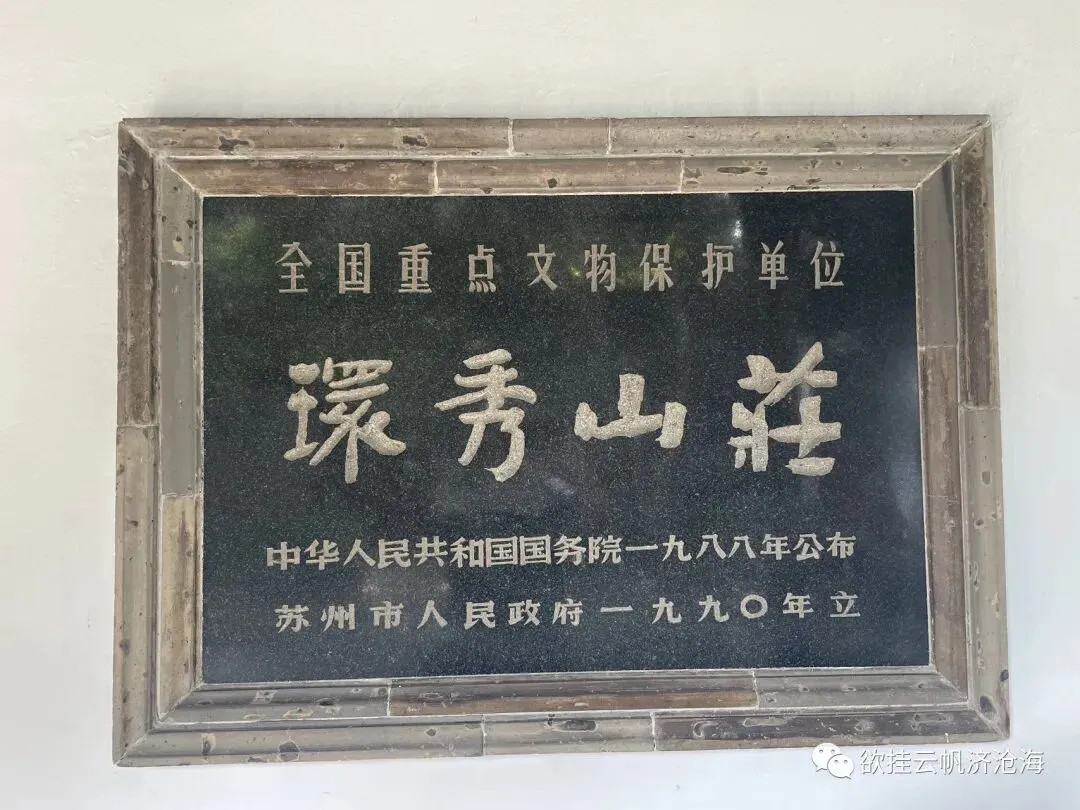 全国重点文物保护单位
環秀山莊
中华人民共和国国务院一九八八年公布
苏州市人民政府一九九〇年立
欲挂云帆济沧海